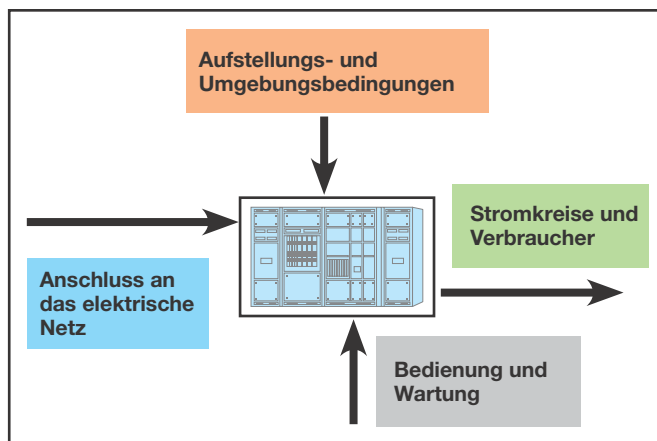 Aufstellungs- und
Umgebungsbedingungen
Stromkreise und
Verbraucher
Anschluss an
das elektrische
Netz
Bedienung und
Wartung